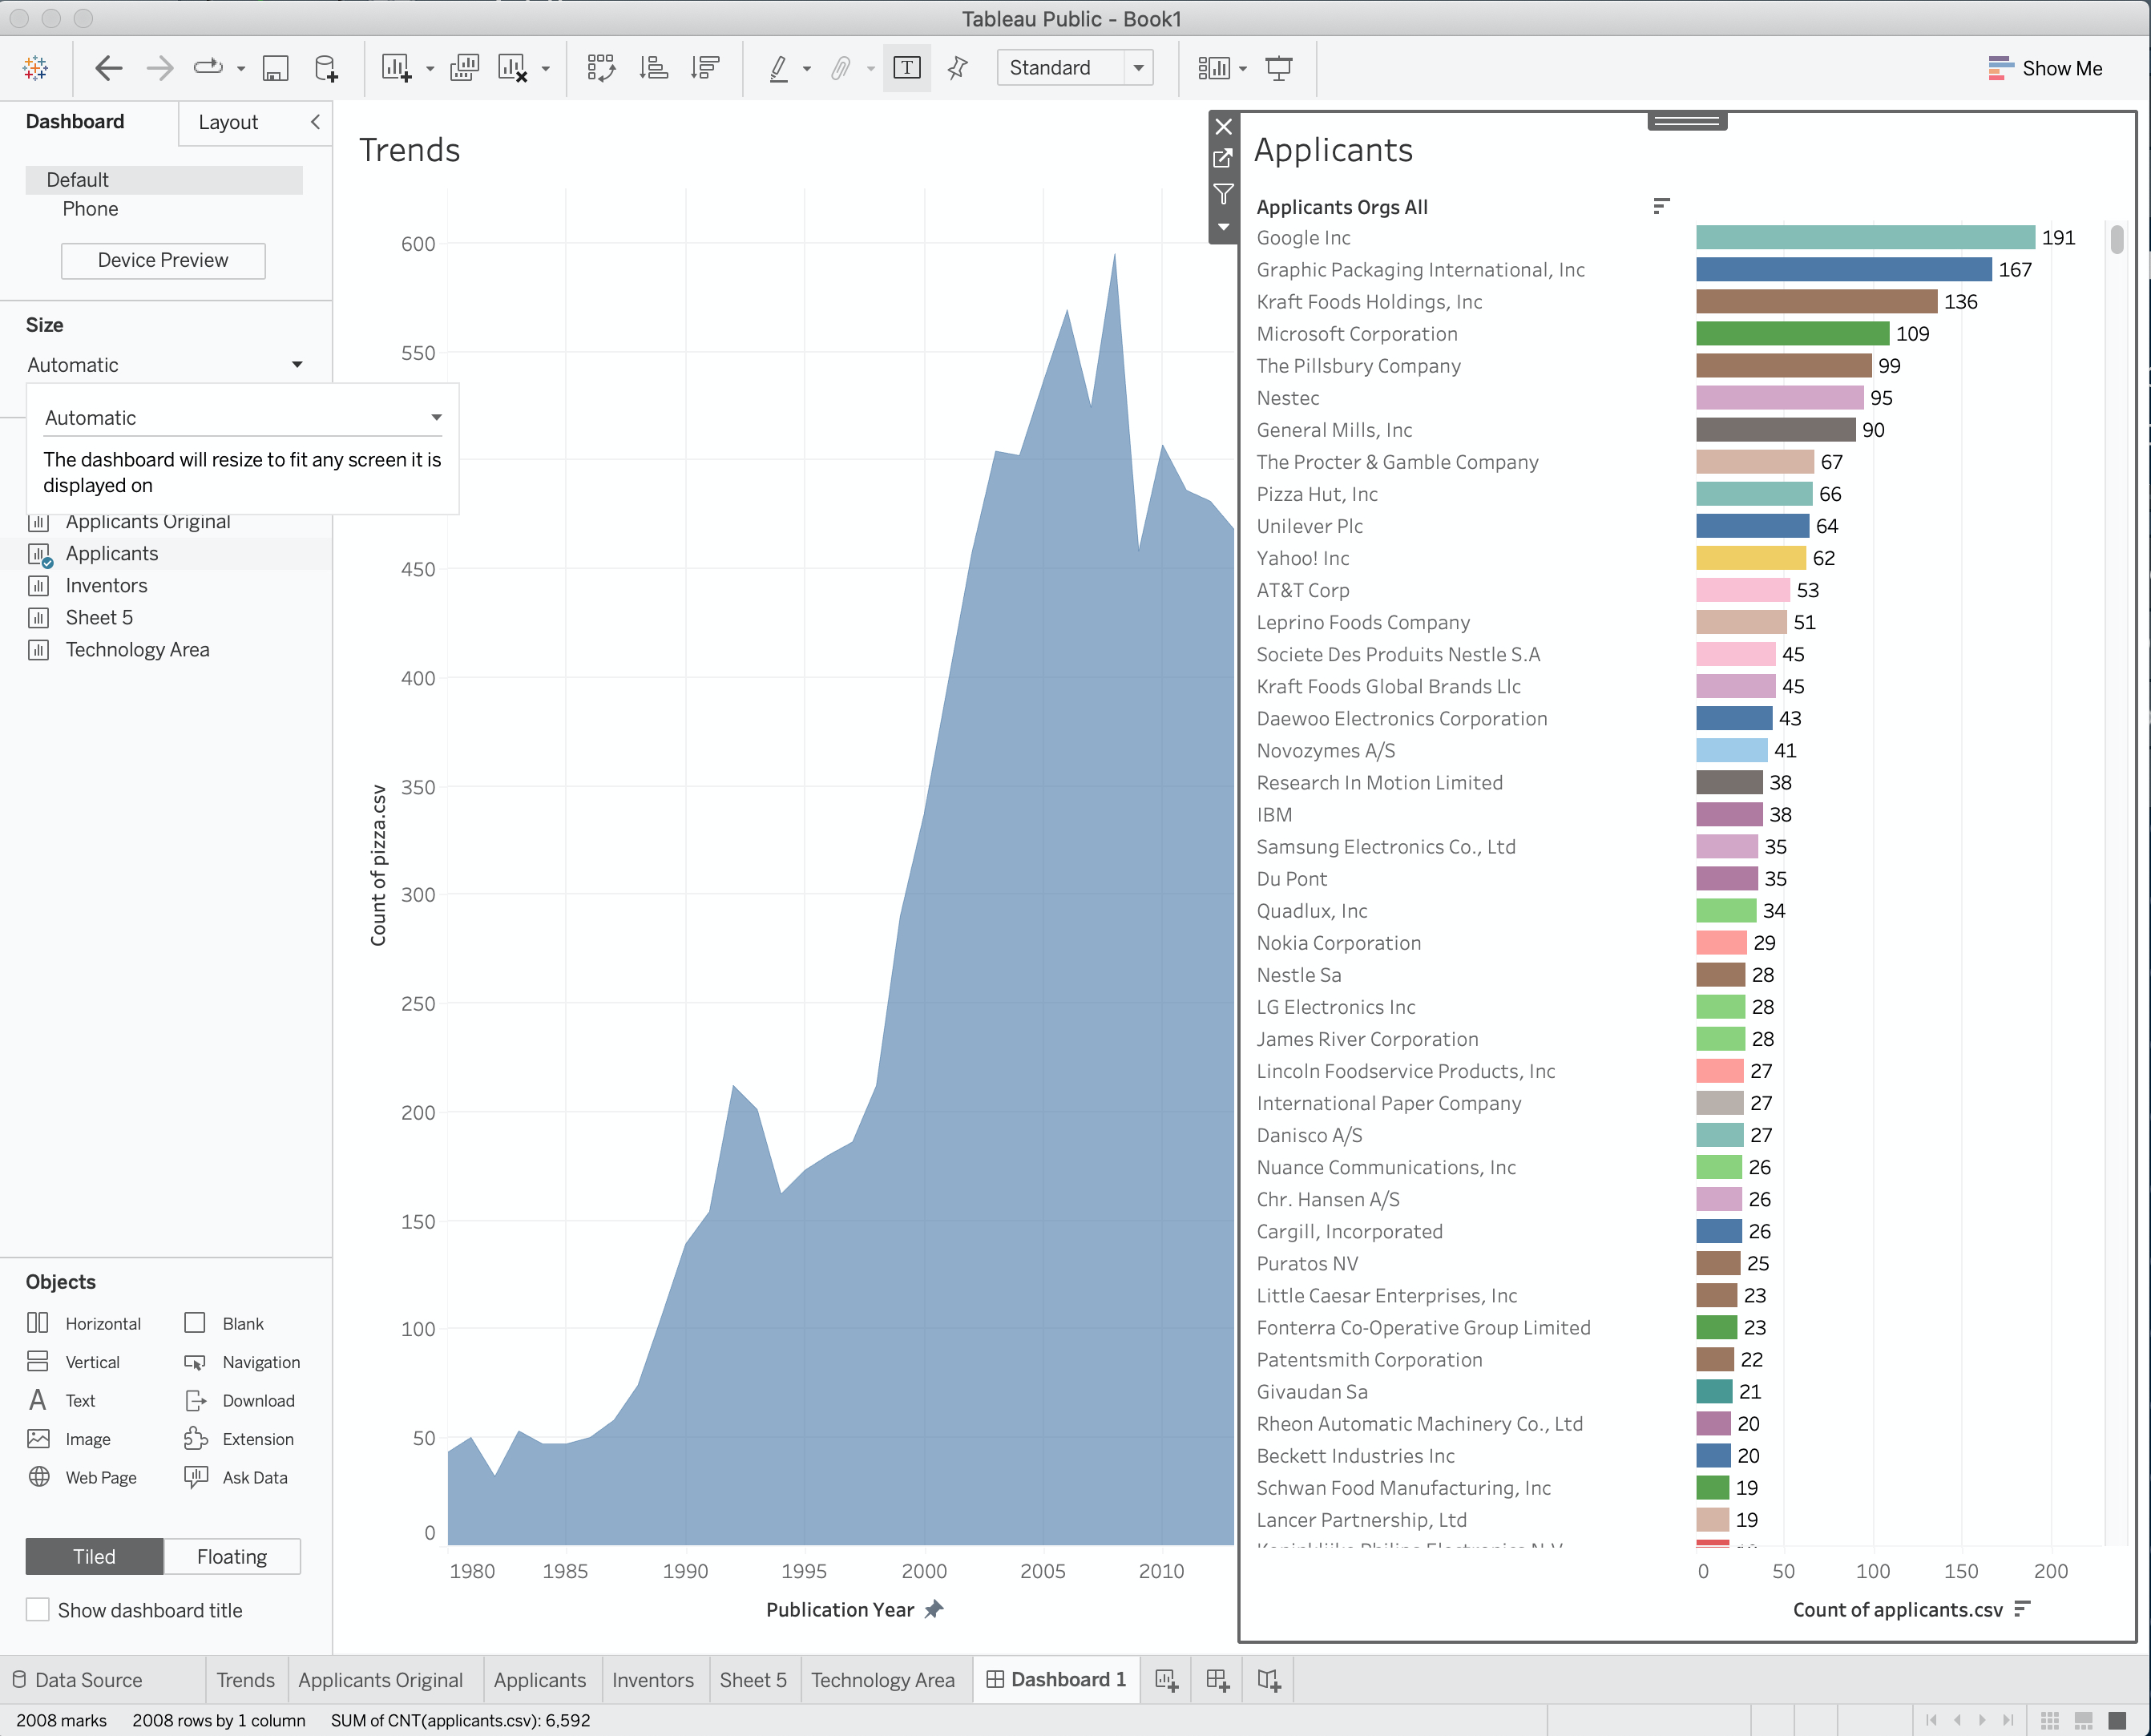 Tableau Public - Book1
Standard
Show Me
Dashboard
Layout
Default
Phone
Device Preview
Size
Automatic
Automatic
The dashboard will resize to fit any screen it is
displayed on
Applicants Original
Applicants
Inventors
Sheet 5
Technology Area
Objects
Horizontal
Blank
Vertical
Navigation
Text
Download
Image
Extension
Web Page
Ask Data
Tiled
Floating
Show dashboard title
Trends
Count of pizza.csv
600
550
450
400
350
300
250
200
150
100
50
0
1980
1985
1990
1995
2000
2005
2010
Publication Year
Applicants
Applicants Orgs All
Google Inc 191
Graphic Packaging International, Inc 167
Kraft Foods Holdings, Inc 136
Microsoft Corporation 109
The Pillsbury Company 99
Nestec 95
General Mills, Inc 90
The Procter & Gamble Company 67
Pizza Hut, Inc 66
Unilever Plc 64
Yahoo! Inc 62
AT&T Corp 53
Leprino Foods Company 51
Societe Des Produits Nestle S.A 45
Kraft Foods Global Brands Llc 45
Daewoo Electronics Corporation 43
Novozymes A/S 41
Research In Motion Limited 38
IBM 38
Samsung Electronics Co., Ltd 35
Du Pont 35
Quadlux, Inc 34
Nokia Corporation 29
Nestle Sa 28
LG Electronics Inc 28
James River Corporation 28
Lincoln Foodservice Products, Inc 27
International Paper Company 27
Danisco A/S 27
Nuance Communications, Inc 26
Chr. Hansen A/S 26
Cargill, Incorporated 26
Puratos NV 25
Little Caesar Enterprises, Inc 23
Fonterra Co-Operative Group Limited 23
Patentsmith Corporation 22
Givaudan Sa 21
Rheon Automatic Machinery Co., Ltd 20
Beckett Industries Inc 20
Schwan Food Manufacturing, Inc 19
Lancer Partnership, Ltd 19
0
50
100
150
200
Count of applicants.csv
Data Source
Trends
Applicants Original
Applicants
Inventors
Sheet 5
Technology Area
Dashboard 1
2008 marks
2008 rows by 1 column
SUM of CNT(applicants.csv): 6,592